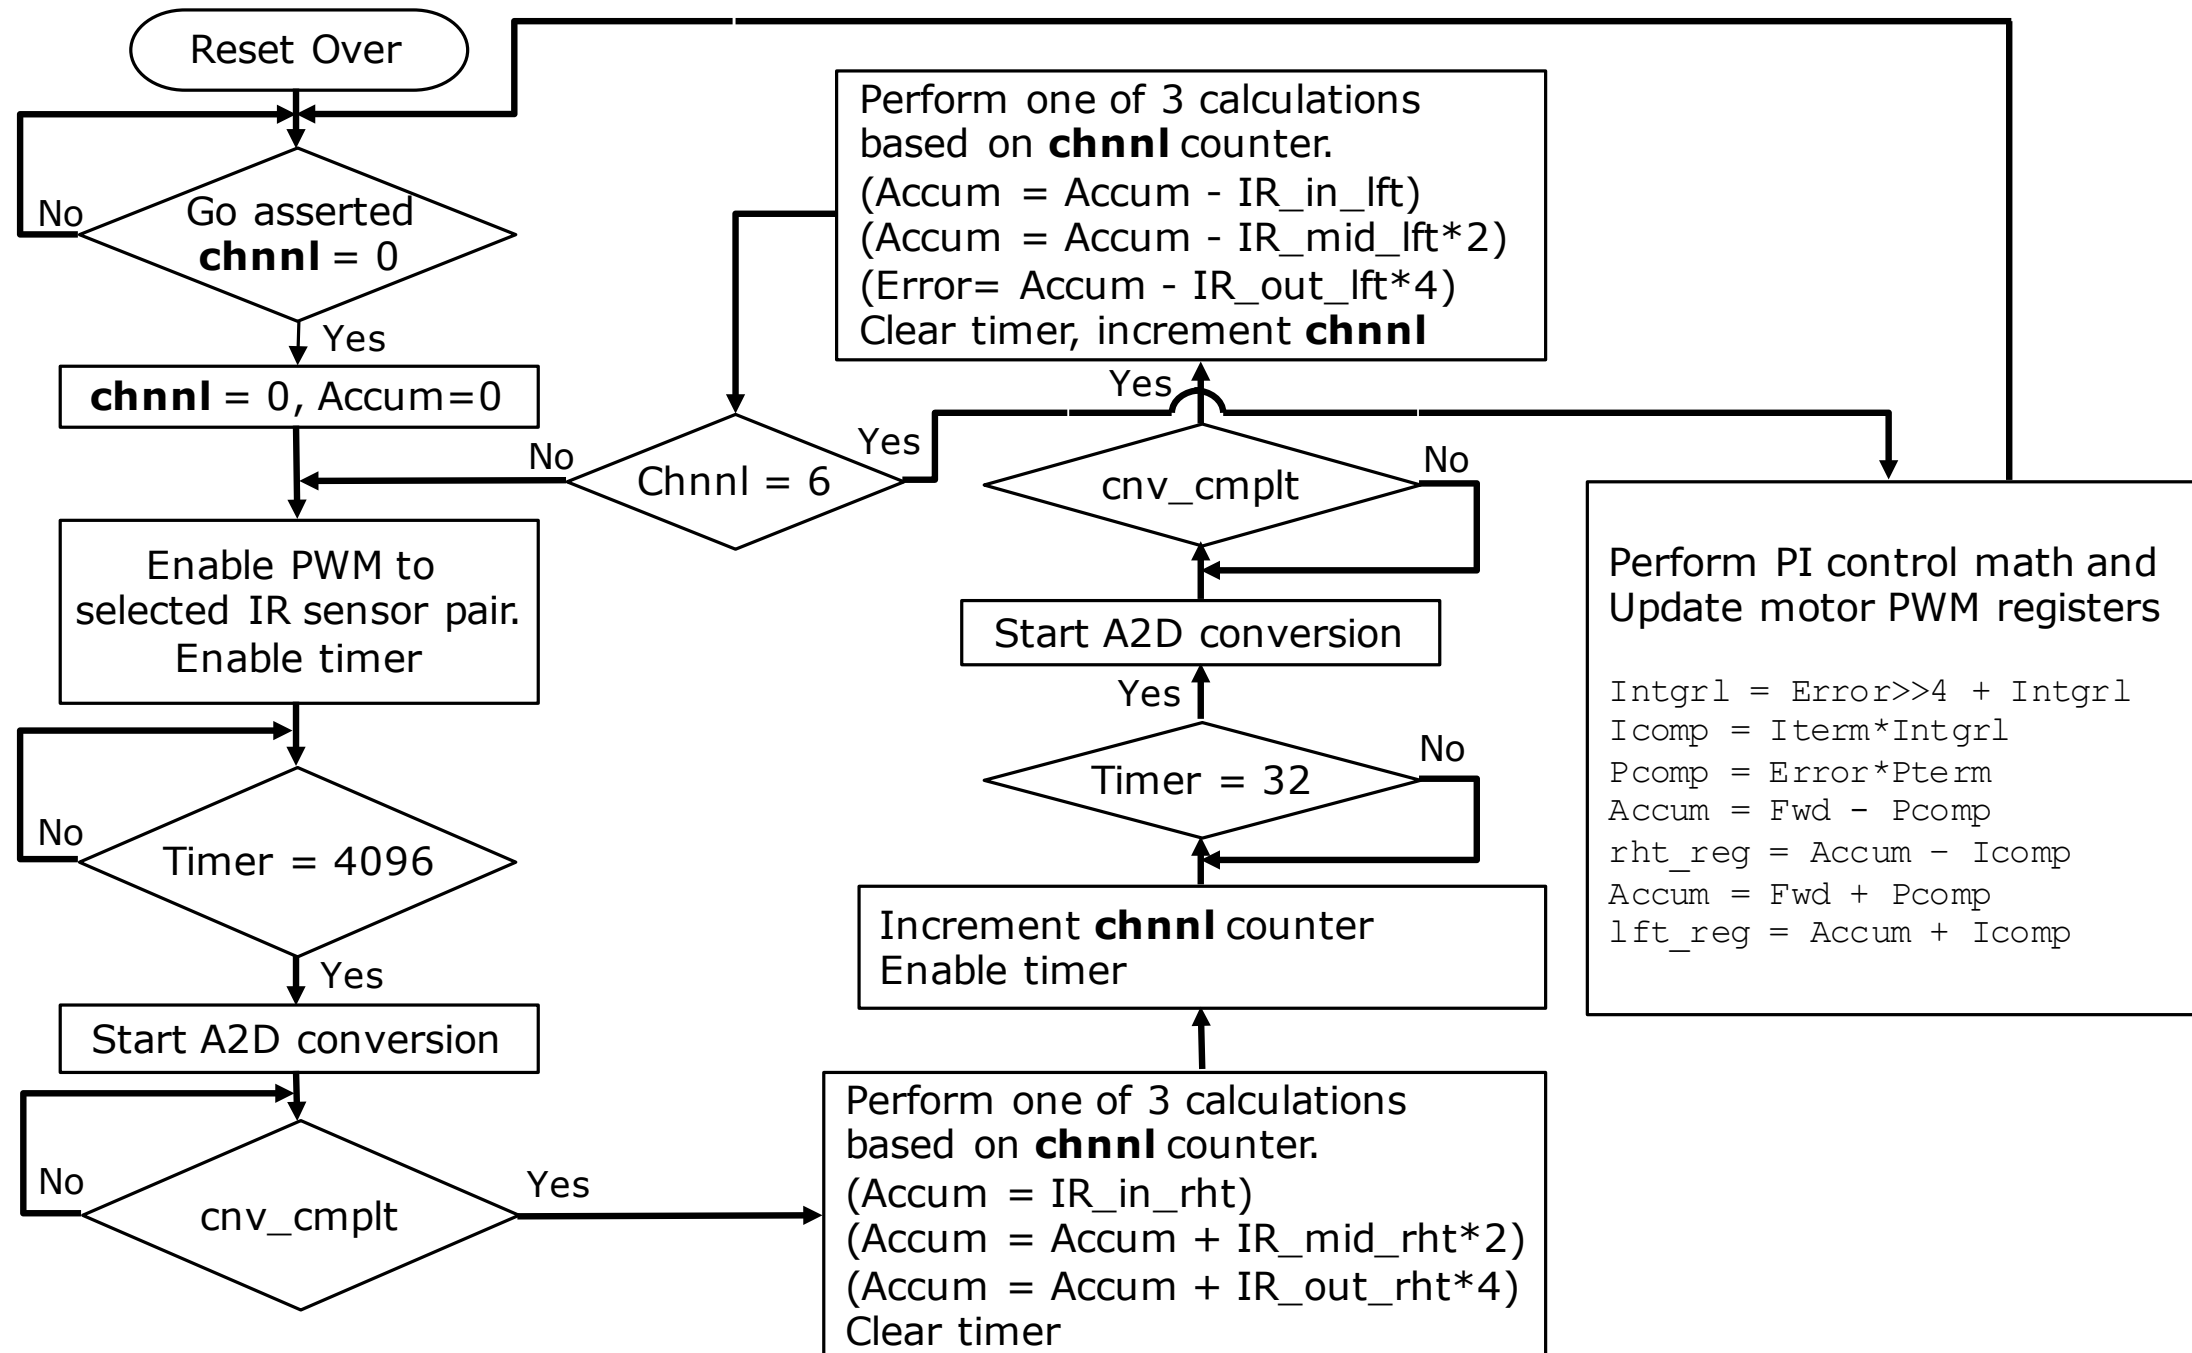 Reset Over
No
Go asserted
chnnl = 0
Yes
chnnl = 0, Accum=0
Enable PWM to
selected IR sensor pair.
Enable timer
No
Timer = 4096
Yes
Start A2D conversion
No
cnv_cmplt
Yes
Perform one of 3 calculations
based on chnnl counter.
(Accum = IR_in_rht)
(Accum = Accum + IR_mid_rht*2)
(Accum = Accum + IR_out_rht*4)
Clear timer
Increment chnnl counter
Enable timer
Timer = 32
No
Yes
Start A2D conversion
cnv_cmplt
No
Yes
Perform one of 3 calculations
based on chnnl counter.
(Accum = Accum - IR_in_lft)
(Accum = Accum - IR_mid_lft*2)
(Error= Accum - IR_out_lft*4)
Clear timer, increment chnnl
Chnnl = 6
No
Yes
Perform PI control math and
Update motor PWM registers
Intgrl = Error>>4 + Intgrl
Icomp = Iterm*Intgrl
Pcomp = Error*Pterm
Accum = Fwd - Pcomp
rht_reg = Accum – Icomp
Accum = Fwd + Pcomp
lft_reg = Accum + Icomp